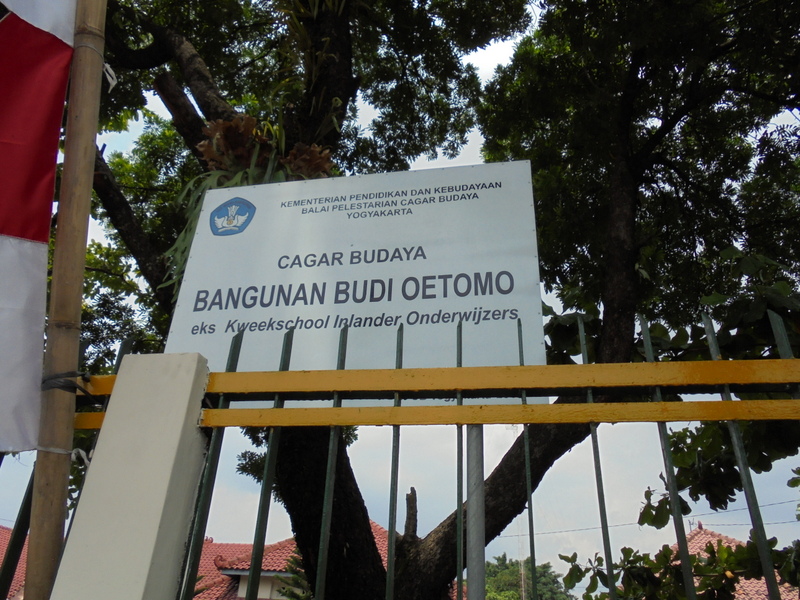 KEMENTERIAN PENDIDIKAN DAN KEBUDAYAAN
BALAI PELESTARIAN CAGAR BUDAYA
YOGYAKARTA
CAGAR BUDAYA
BANGUNAN BUDI OETOMO
eks Kweekschool Inlander Onderwijzers